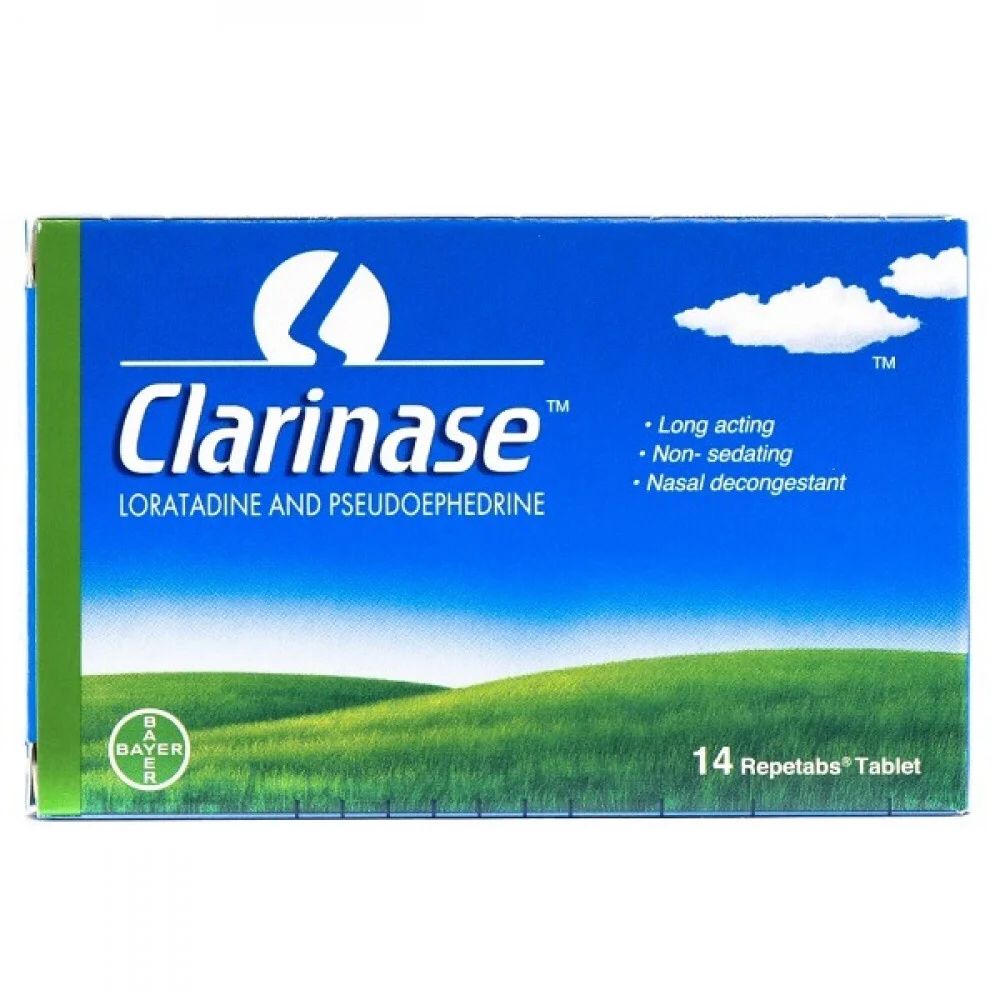 Clarinase™
LORATADINE AND PSEUDOEPHEDRINE
™
• Long acting
• Non- sedating
• Nasal decongestant
BAYER
BAYER
14 Repetabs® Tablet